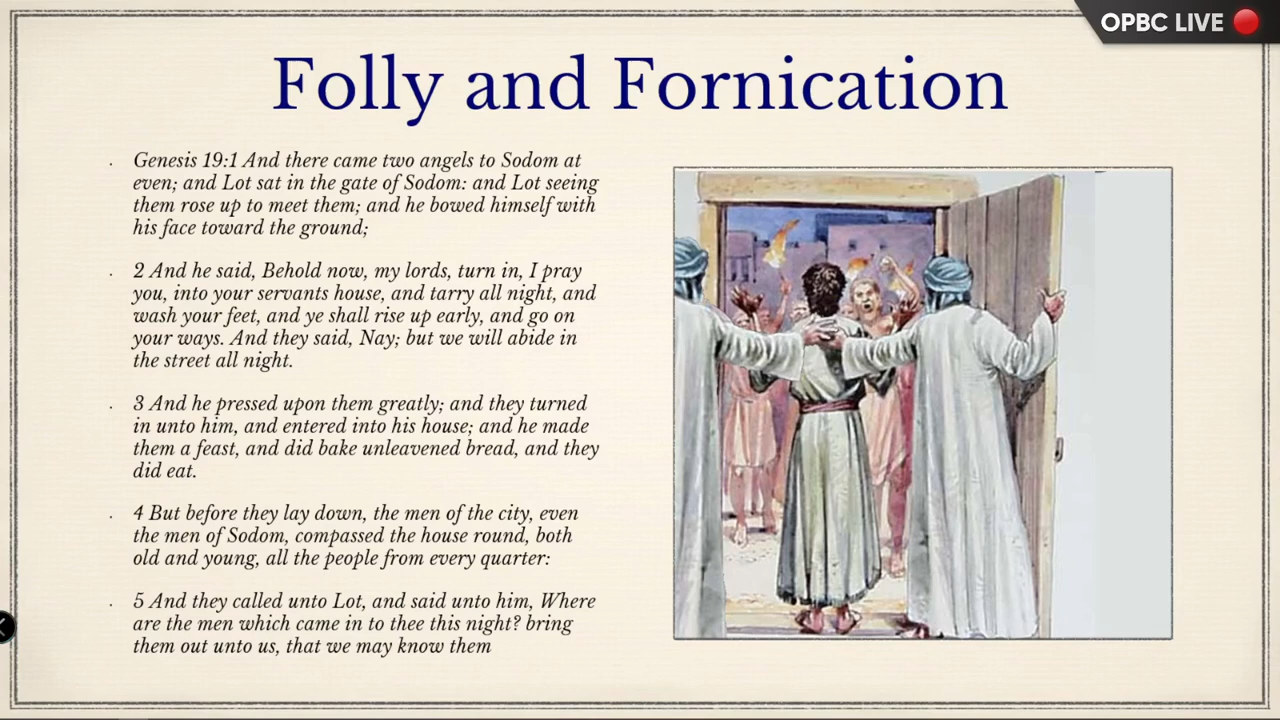 OPBC LIVE
Folly and Fornication
Genesis 19:1 And there came two angels to Sodom at
even; and Lot sat in the gate of Sodom: and Lot seeing
them rose up to meet them; and he bowed himself with
his face toward the ground;
2 And he said, Behold now, my lords, turn in, I pray
you, into your servants house, and tarry all night, and
wash your feet, and ye shall rise up early, and go on
your ways. And they said, Nay; but we will abide in
the street all night.
3 And he pressed upon them greatly; and they turned
in unto him, and entered into his house; and he made
them a feast, and did bake unleavened bread, and they
did eat.
4 But before they lay down, the men of the city, even
the men of Sodom, compassed the house round, both
old and young, all the people from every quarter:
5 And they called unto Lot, and said unto him, Where
are the men which came in to thee this night? bring
them out unto us, that we may know them